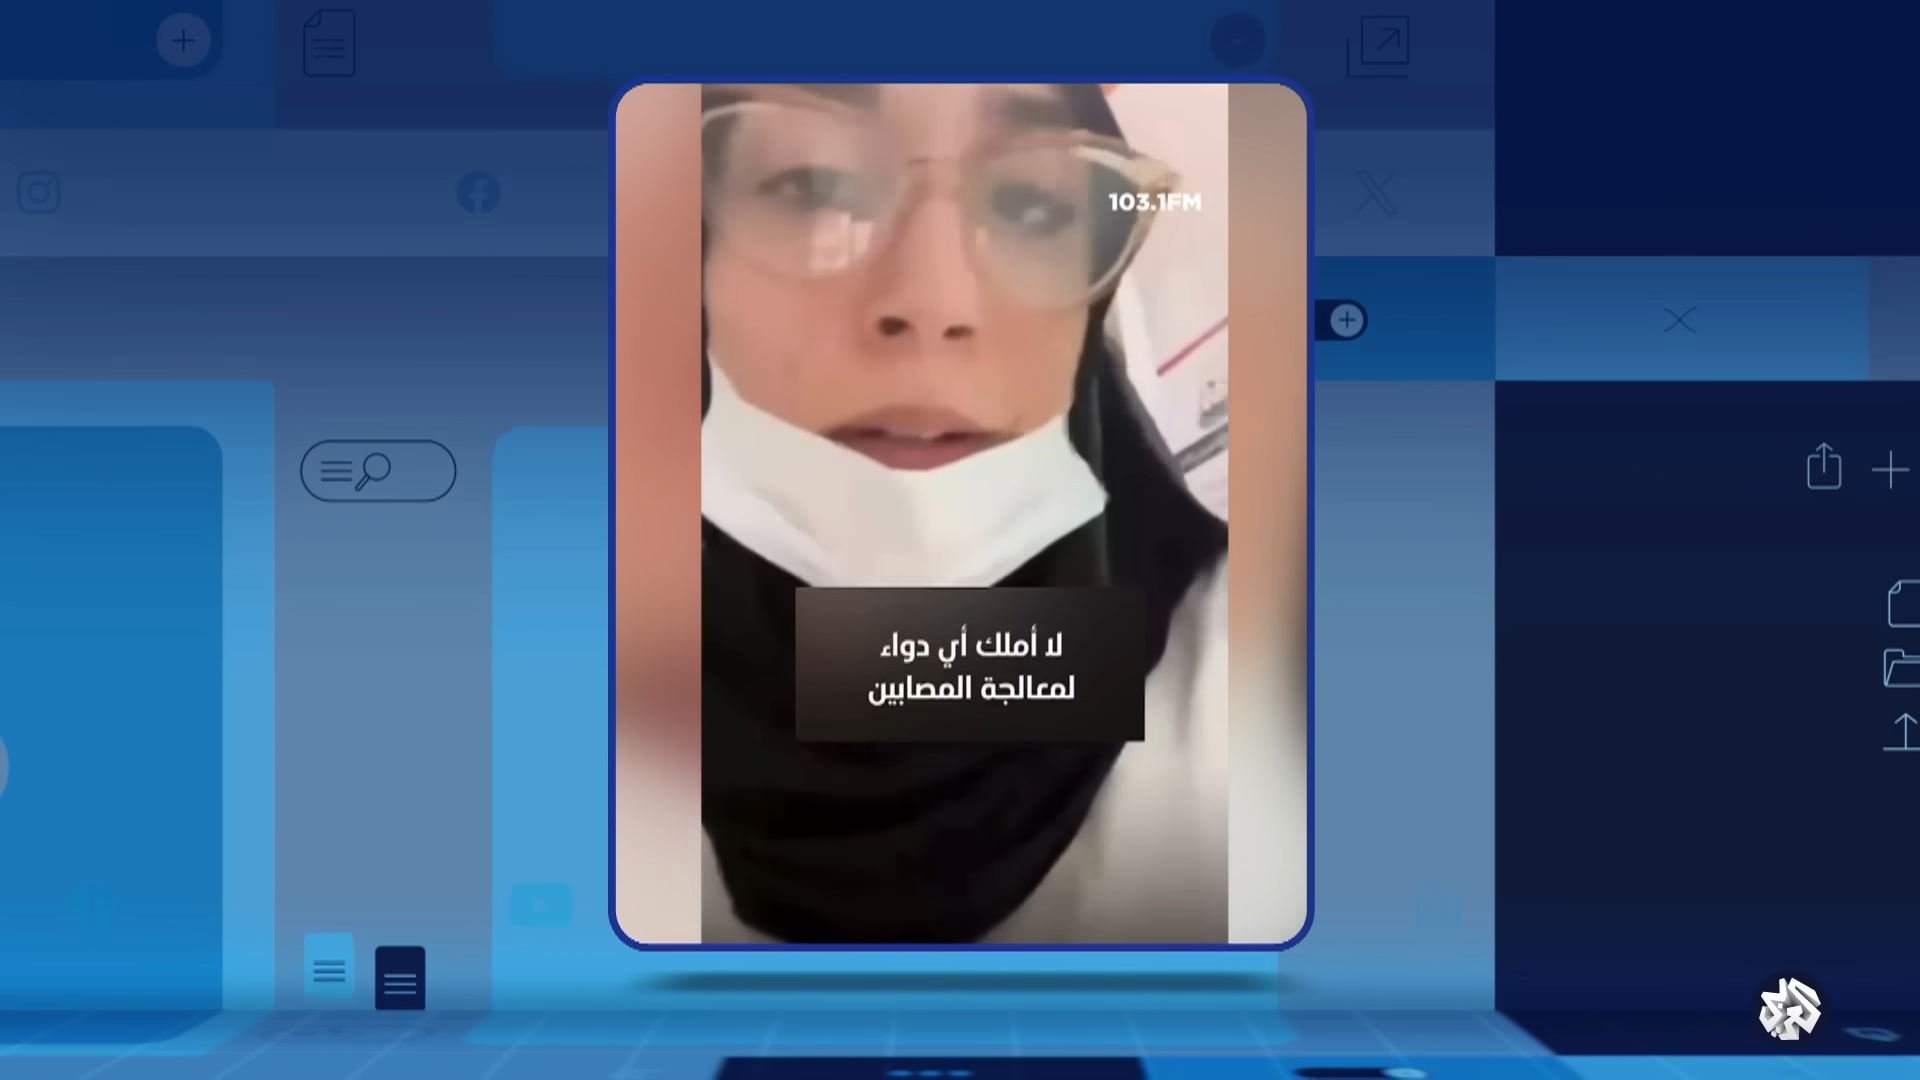 103.1FM
لا أملك أي دواء
لمعالجة المصابين